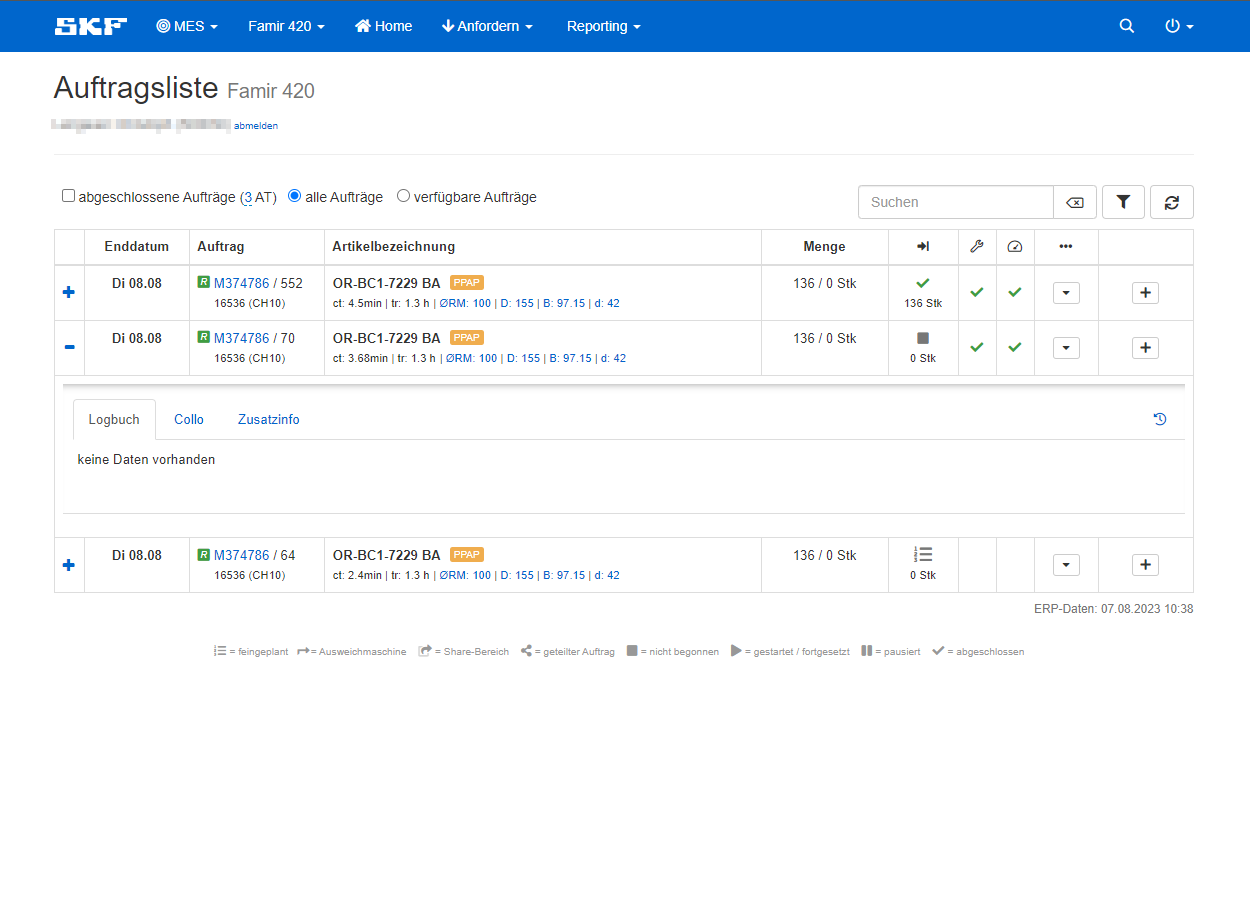 SKF MES Famir 420 Home Anfordern Reporting
Auftragsliste Famir 420
abmelden
abgeschlossene Aufträge (3 AT) alle Aufträge verfügbare Aufträge Suchen
Enddatum Auftrag Artikelbezeichnung Menge
Di 08.08 R M374786 / 552 OR-BC1-7229 BA PPAP 136 / 0 Stk
16536 (CH10) ct: 4.5min | tr: 1.3 h | ØRM: 100 | D: 155 | B: 97.15 | d: 42 136 Stk
Di 08.08 R M374786 / 70 OR-BC1-7229 BA PPAP 136 / 0 Stk
16536 (CH10) ct: 3.68min | tr: 1.3 h | ØRM: 100 | D: 155 | B: 97.15 | d: 42 0 Stk
Logbuch Collo Zusatzinfo
keine Daten vorhanden
Di 08.08 R M374786 / 64 OR-BC1-7229 BA PPAP 136 / 0 Stk
16536 (CH10) ct: 2.4min | tr: 1.3 h | ØRM: 100 | D: 155 | B: 97.15 | d: 42 0 Stk
ERP-Daten: 07.08.2023 10:38
= feingeplant = Ausweichmaschine = Share-Bereich = geteilter Auftrag = nicht begonnen = gestartet / fortgesetzt = pausiert = abgeschlossen